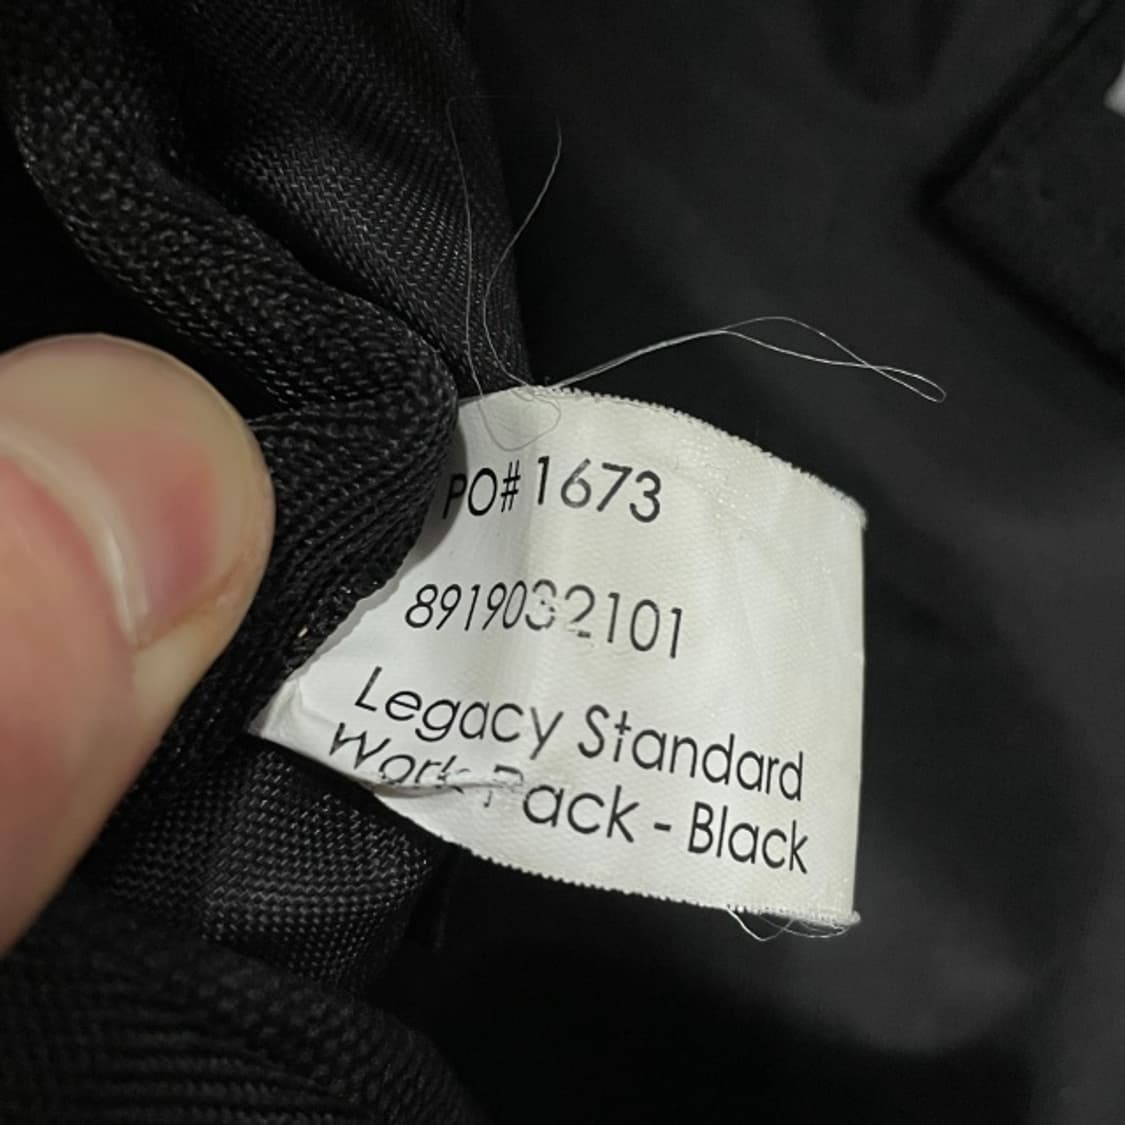 PO# 1673
8919032101
Legacy Standard
Work Pack - Black